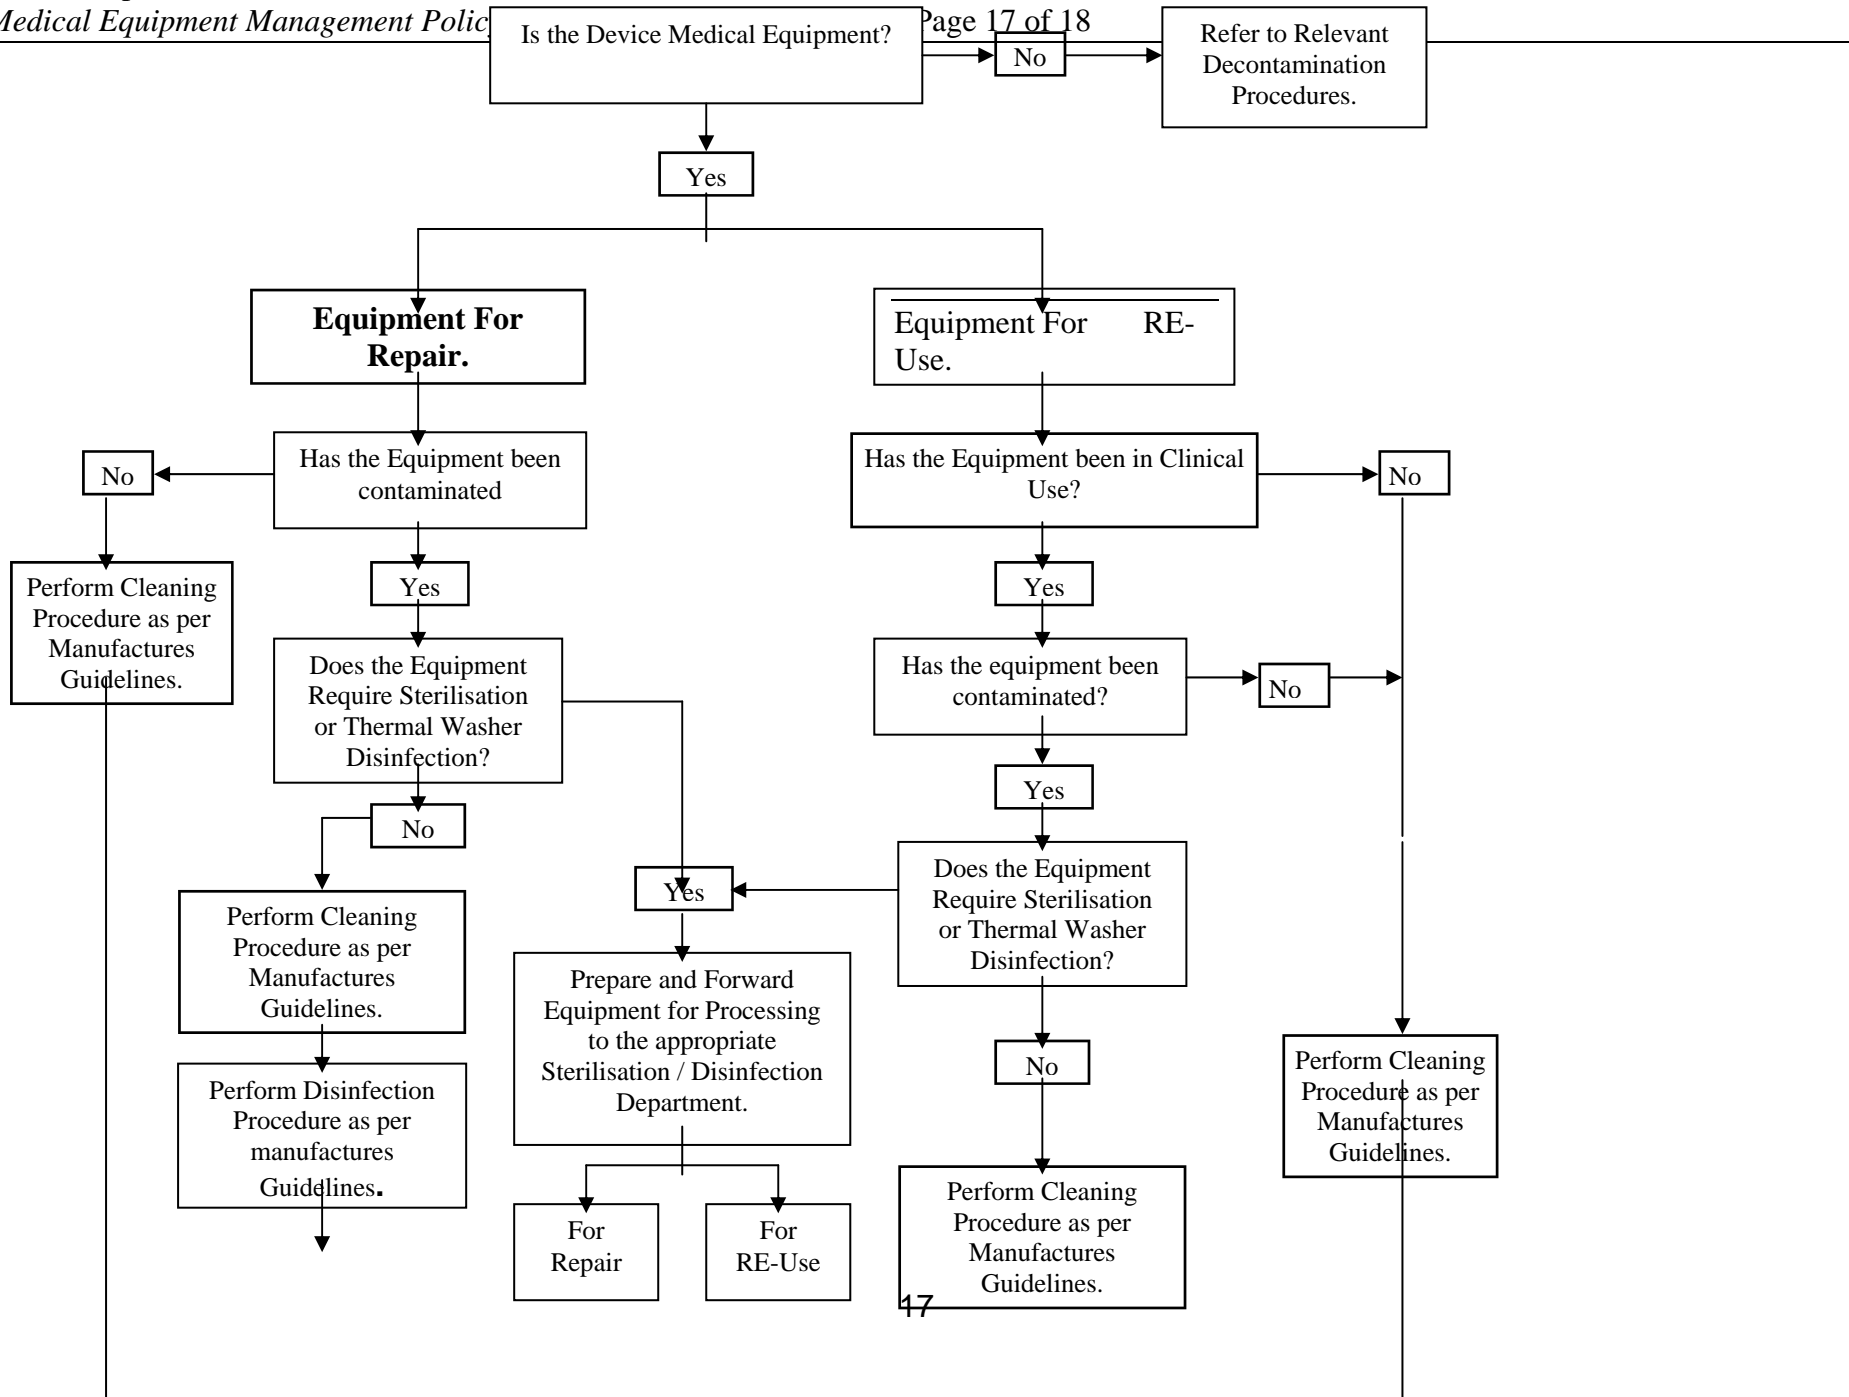 Medical Equipment Management Policy
Page 17 of 18
Is the Device Medical Equipment?
No
Refer to Relevant
Decontamination
Procedures.
Yes
Equipment For
Repair.
Equipment For RE-
Use.
No
Has the Equipment been
contaminated
Has the Equipment been in Clinical
Use?
No
Perform Cleaning
Procedure as per
Manufactures
Guidelines.
Yes
Yes
Does the Equipment
Require Sterilisation
or Thermal Washer
Disinfection?
Has the equipment been
contaminated?
No
Yes
No
Yes
Does the Equipment
Require Sterilisation
or Thermal Washer
Disinfection?
Perform Cleaning
Procedure as per
Manufactures
Guidelines.
Prepare and Forward
Equipment for Processing
to the appropriate
Sterilisation / Disinfection
Department.
No
Perform Cleaning
Procedure as per
Manufactures
Guidelines.
Perform Disinfection
Procedure as per
manufactures
Guidelines.
For
Repair
For
RE-Use
Perform Cleaning
Procedure as per
Manufactures
Guidelines.
17